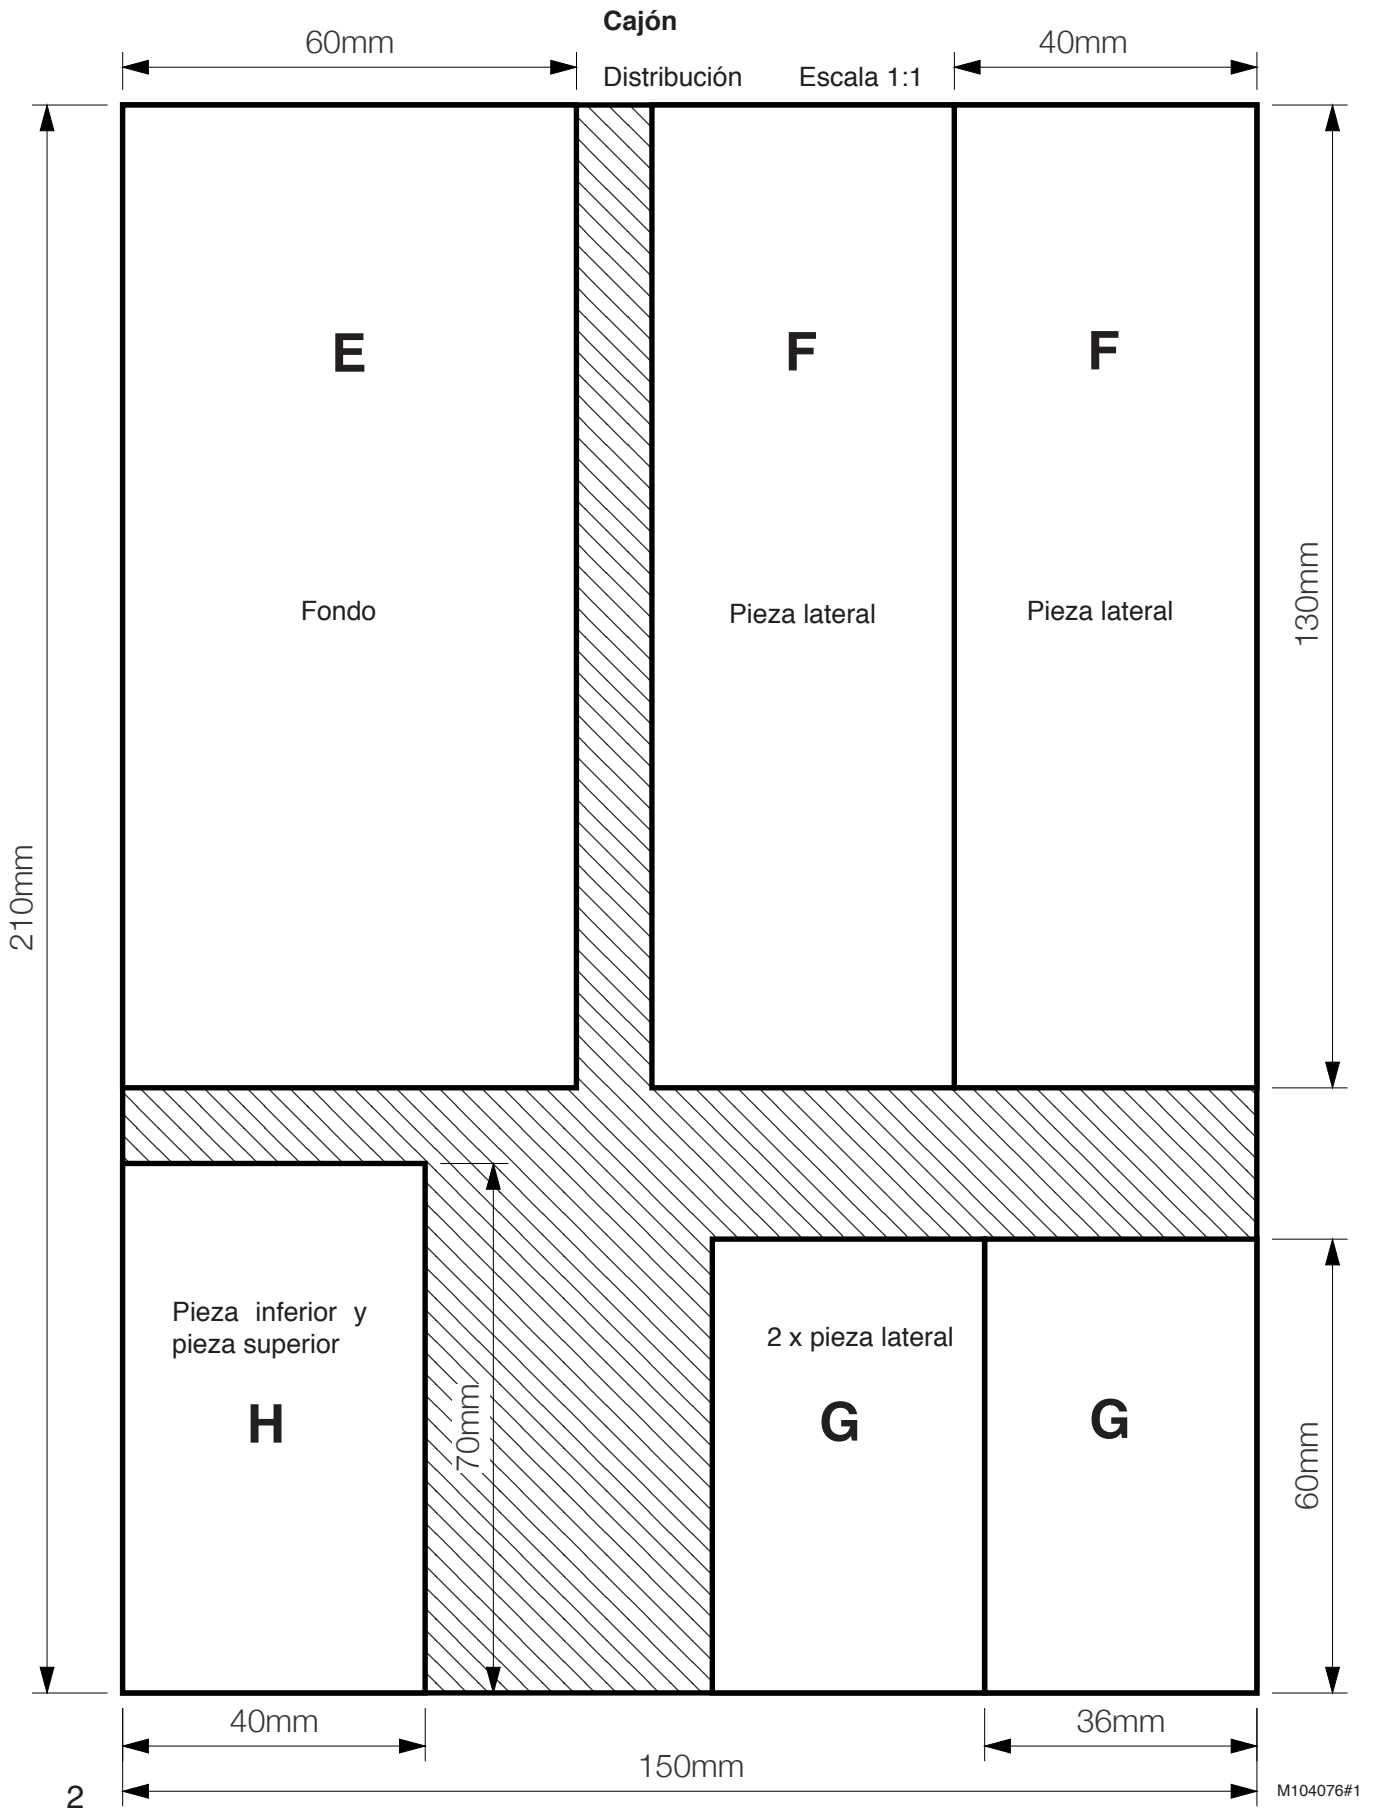 Cajón
60mm
40mm
Distribución Escala 1:1
E
F
F
Fondo
Pieza lateral
Pieza lateral
130mm
210mm
Pieza inferior y
pieza superior
2 x pieza lateral
H
G
G
70mm
60mm
40mm
36mm
150mm
2
M104076#1